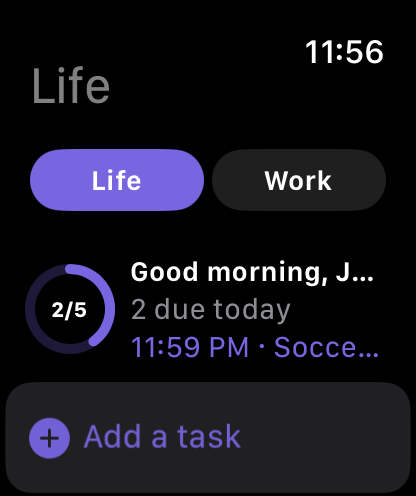 11:56
Life
Life
Work
2/5
Good morning, J...
2 due today
11:59 PM · Socce...
Add a task